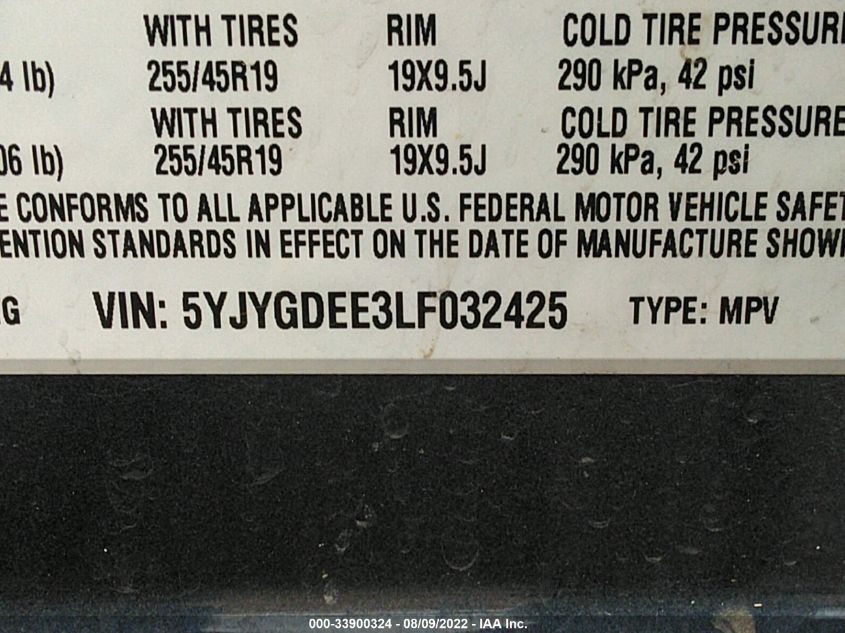 WITH TIRES RIM COLD TIRE PRESSURE
4 lb) 255/45R19 19X9.5J 290 kPa, 42 psi
WITH TIRES RIM COLD TIRE PRESSURE
06 lb) 255/45R19 19X9.5J 290 kPa, 42 psi
E CONFORMS TO ALL APPLICABLE U.S. FEDERAL MOTOR VEHICLE SAFET
ENTION STANDARDS IN EFFECT ON THE DATE OF MANUFACTURE SHOW
G VIN: 5YJYGDEE3LF032425 TYPE: MPV
000-33900324 - 08/09/2022 - IAA Inc.